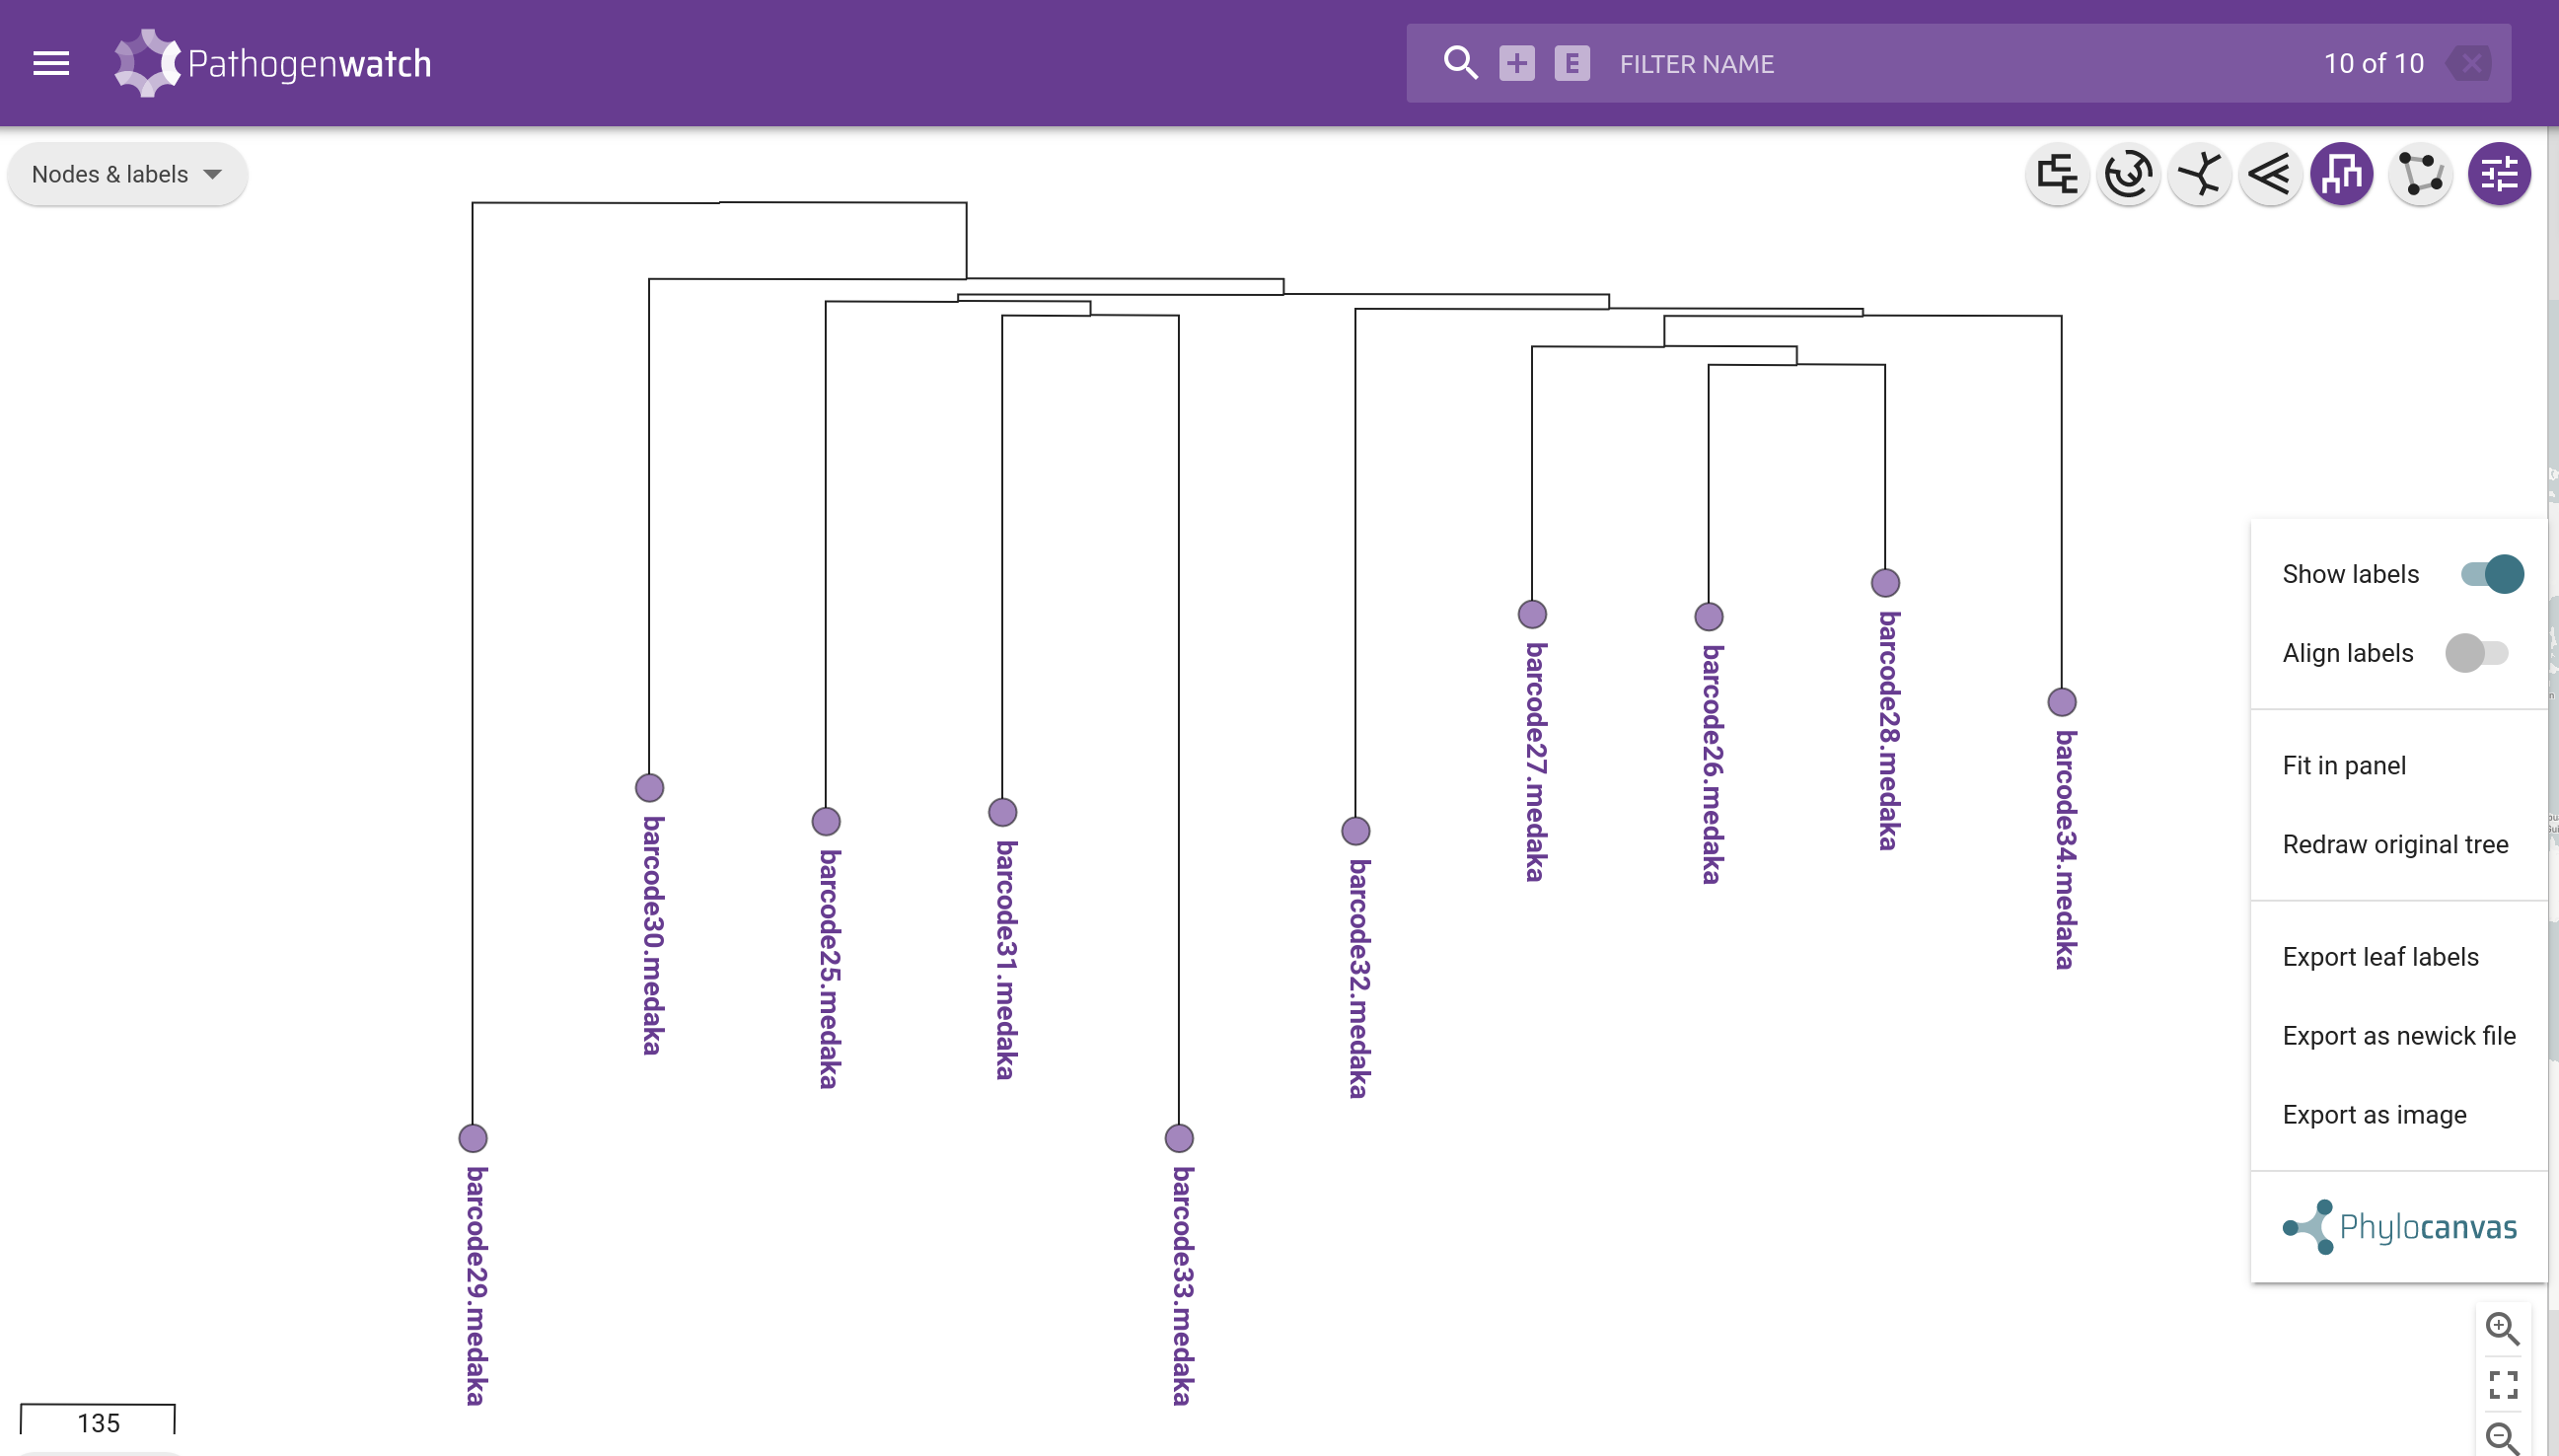 Pathogenwatch
FILTER NAME
10 of 10
Nodes & labels
Show labels
Align labels
Fit in panel
Redraw original tree
Export leaf labels
Export as newick file
Export as image
Phylocanvas
barcode29.medaka
barcode30.medaka
barcode25.medaka
barcode31.medaka
barcode33.medaka
barcode32.medaka
barcode27.medaka
barcode26.medaka
barcode28.medaka
barcode34.medaka
135